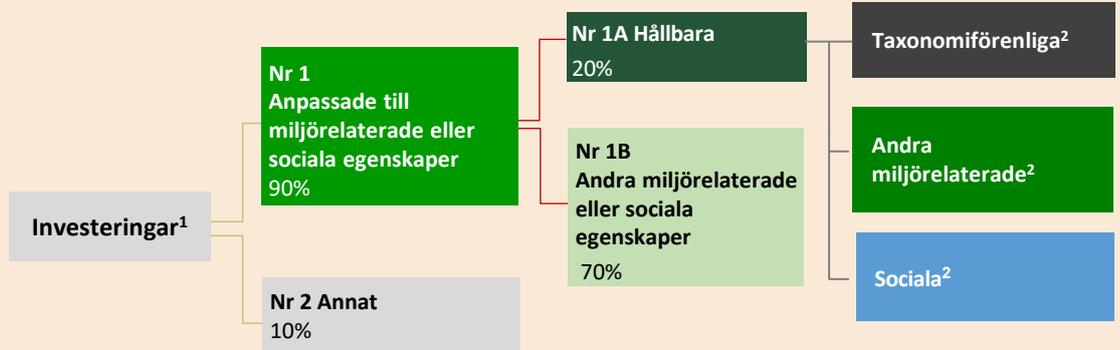 Investeringar¹
Nr 1
Anpassade till
miljörelaterade eller
sociala egenskaper
90%
Nr 2 Annat
10%
Nr 1A Hållbara
20%
Nr 1B
Andra miljörelaterade
eller sociala
egenskaper
70%
Taxonomiförenliga²
Andra
miljörelaterade²
Sociala²